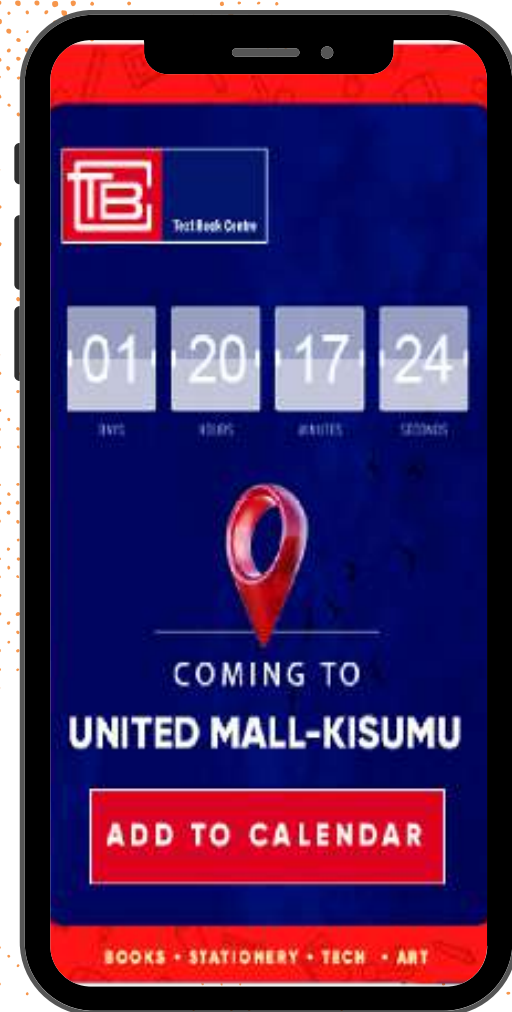 TB
Text Book Centre
01 20 17 24
DAYS HOURS MINUTES SECONDS
COMING TO
UNITED MALL-KISUMU
ADD TO CALENDAR
BOOKS • STATIONERY • TECH • ART